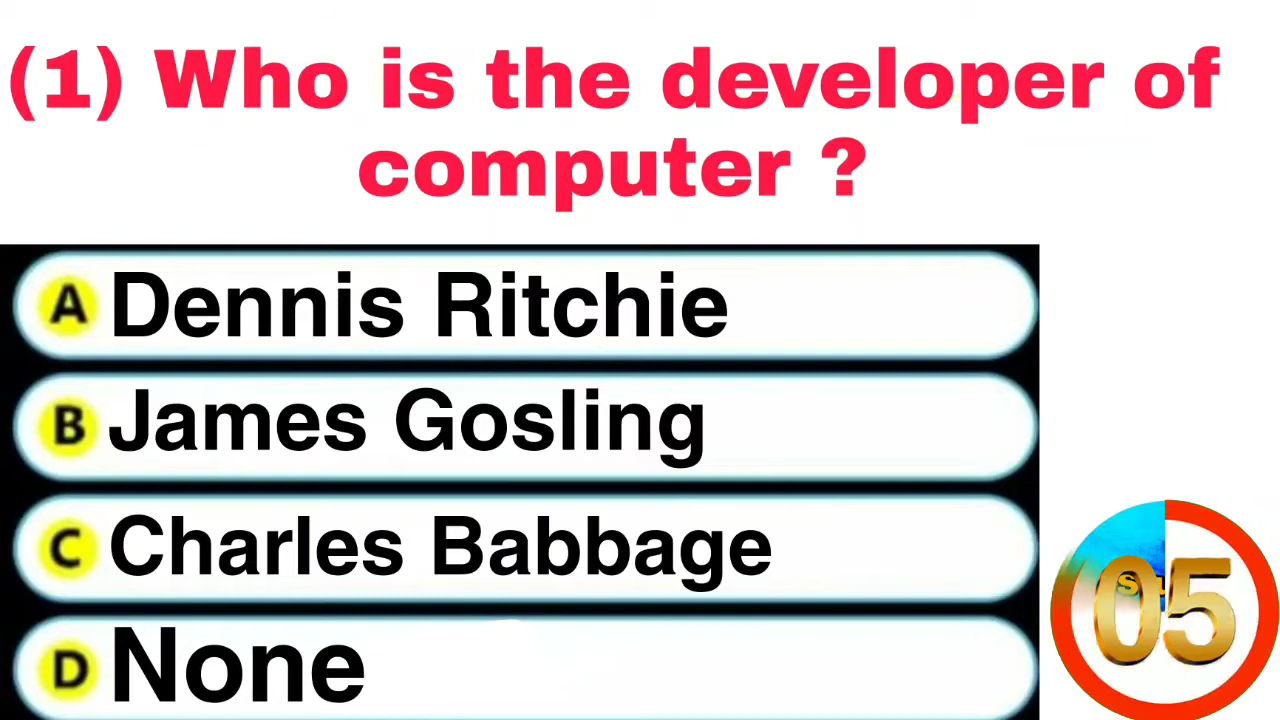 (1) Who is the developer of
computer ?
A Dennis Ritchie
B James Gosling
C Charles Babbage
D None
05